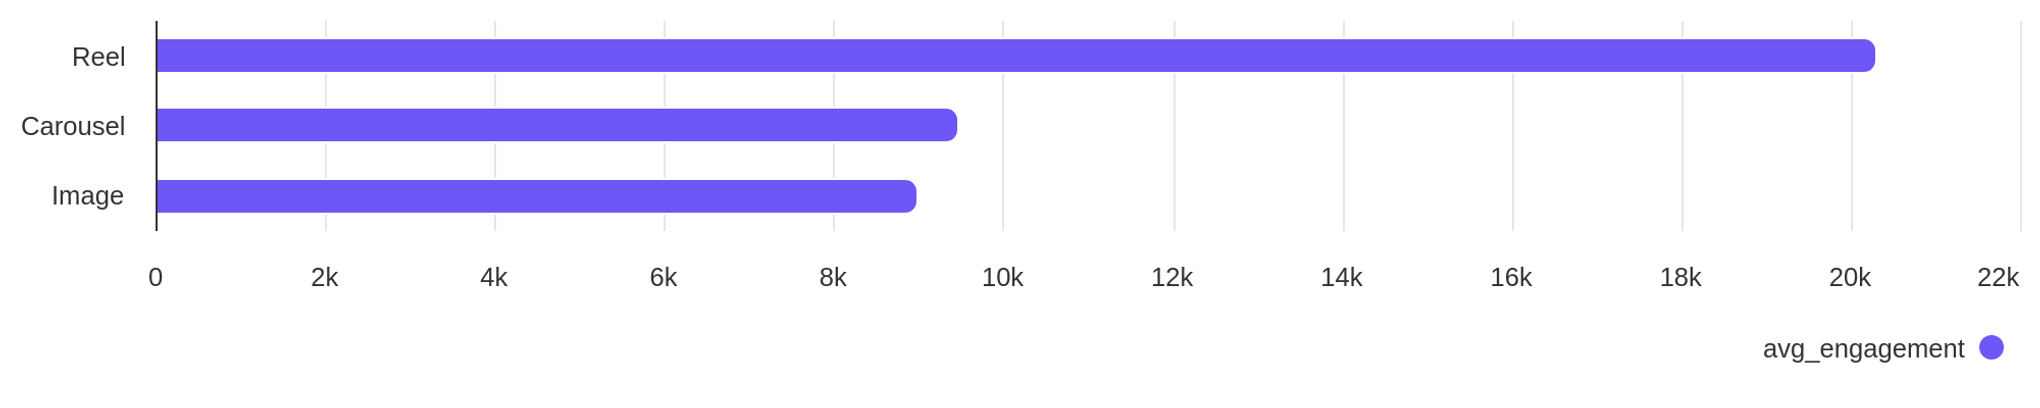 Reel
Carousel
Image
0 2k 4k 6k 8k 10k 12k 14k 16k 18k 20k 22k
avg_engagement